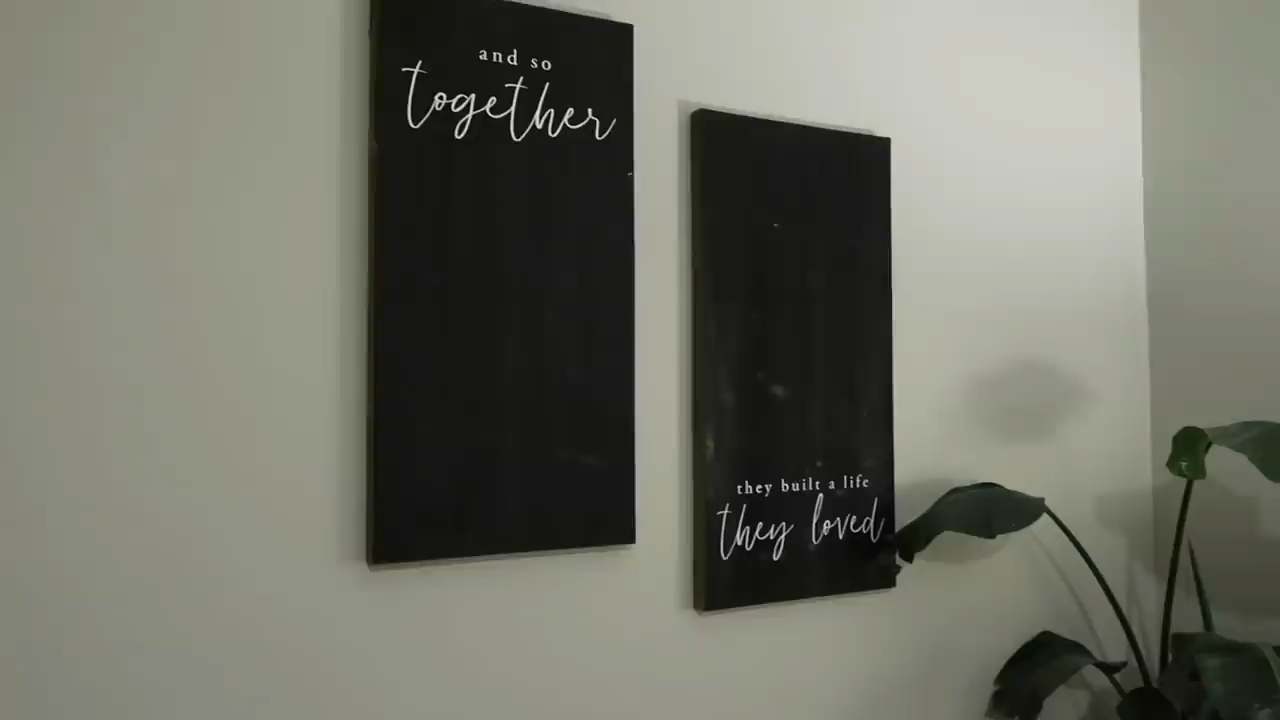 and so
together
they built a life
they loved